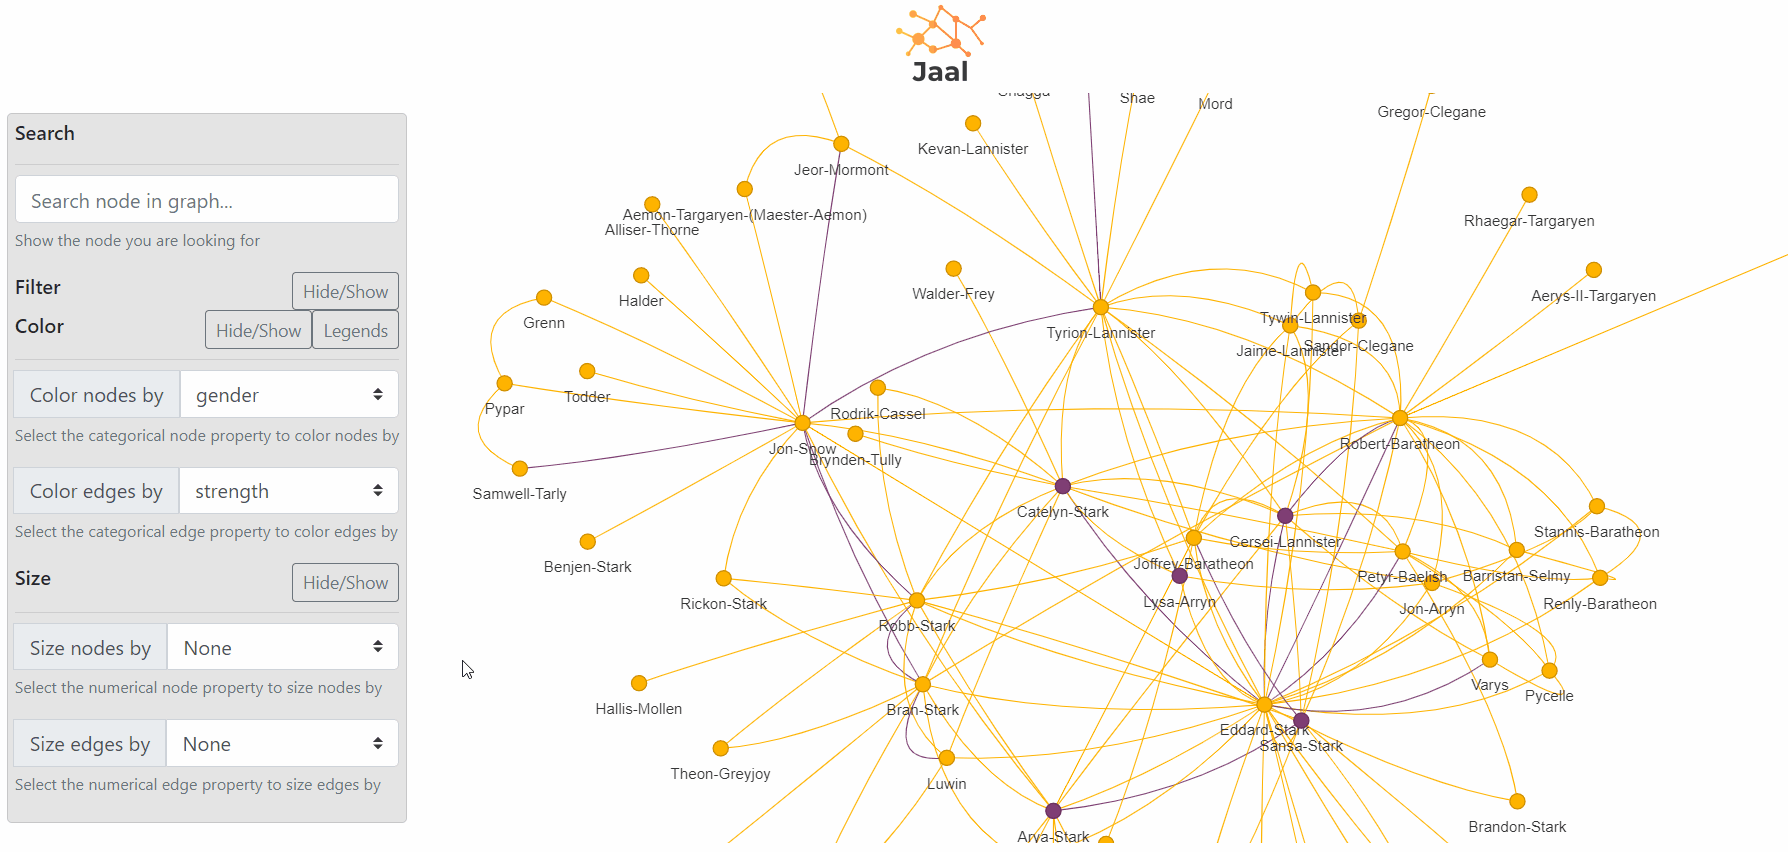 Jaal
Search
Search node in graph...
Show the node you are looking for
Filter
Hide/Show
Color
Hide/Show
Legends
Color nodes by
gender
Select the categorical node property to color nodes by
Color edges by
strength
Select the categorical edge property to color edges by
Size
Hide/Show
Size nodes by
None
Select the numerical node property to size nodes by
Size edges by
None
Select the numerical edge property to size edges by
Shagga
Shae
Mord
Gregor-Clegane
Kevan-Lannister
Jeor-Mormont
Aemon-Targaryen-(Maester-Aemon)
Alliser-Thorne
Rhaegar-Targaryen
Walder-Frey
Aerys-II-Targaryen
Halder
Grenn
Tywin-Lannister
Tyrion-Lannister
Sandor-Clegane
Jaime-Lannister
Todder
Pypar
Rodrik-Cassel
Robert-Baratheon
Jon-Snow
Brynden-Tully
Samwell-Tarly
Catelyn-Stark
Stannis-Baratheon
Cersei-Lannister
Joffrey-Baratheon
Benjen-Stark
Petyr-Baelish
Barristan-Selmy
Lysa-Arryn
Rickon-Stark
Renly-Baratheon
Jon-Arryn
Robb-Stark
Varys
Pycelle
Hallis-Mollen
Bran-Stark
Eddard-Stark
Sansa-Stark
Theon-Greyjoy
Luwin
Brandon-Stark
Arya-Stark